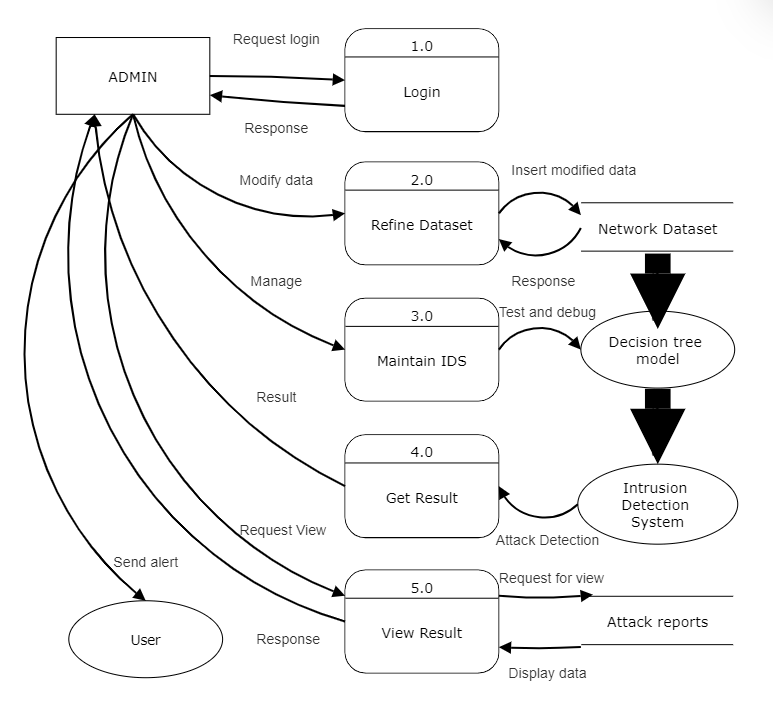 Request login
1.0
ADMIN
Login
Response
Modify data
2.0
Insert modified data
Refine Dataset
Network Dataset
Manage
Response
3.0
Test and debug
Maintain IDS
Decision tree
model
Result
4.0
Get Result
Intrusion
Detection
System
Request View
Attack Detection
Send alert
5.0
Request for view
View Result
Attack reports
User
Response
Display data